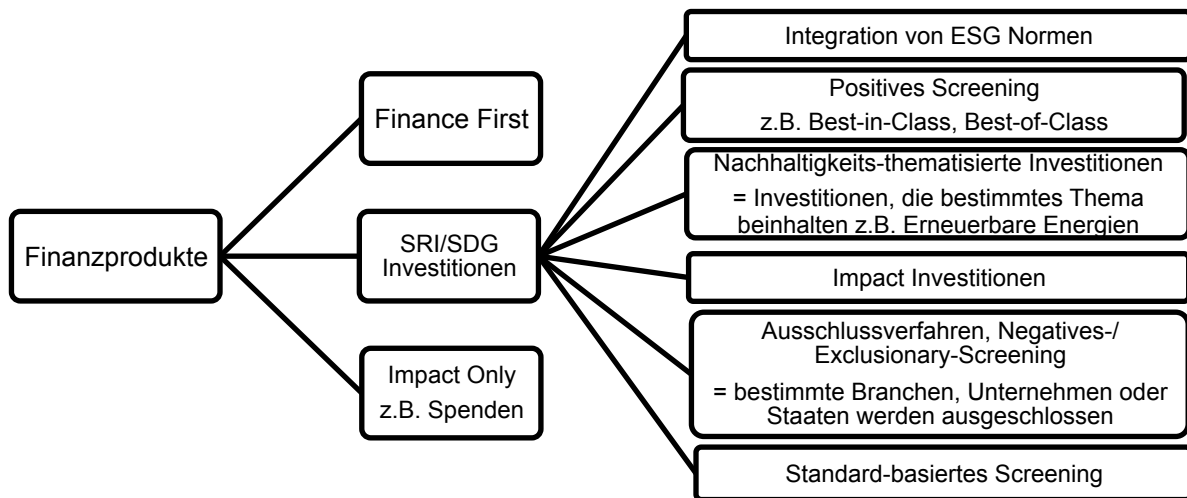 Finanzprodukte
Finance First
SRI/SDG
Investitionen
Impact Only
z.B. Spenden
Integration von ESG Normen
Positives Screening
z.B. Best-in-Class, Best-of-Class
Nachhaltigkeits-thematisierte Investitionen
= Investitionen, die bestimmtes Thema
beinhalten z.B. Erneuerbare Energien
Impact Investitionen
Ausschlussverfahren, Negatives-/
Exclusionary-Screening
= bestimmte Branchen, Unternehmen oder
Staaten werden ausgeschlossen
Standard-basiertes Screening